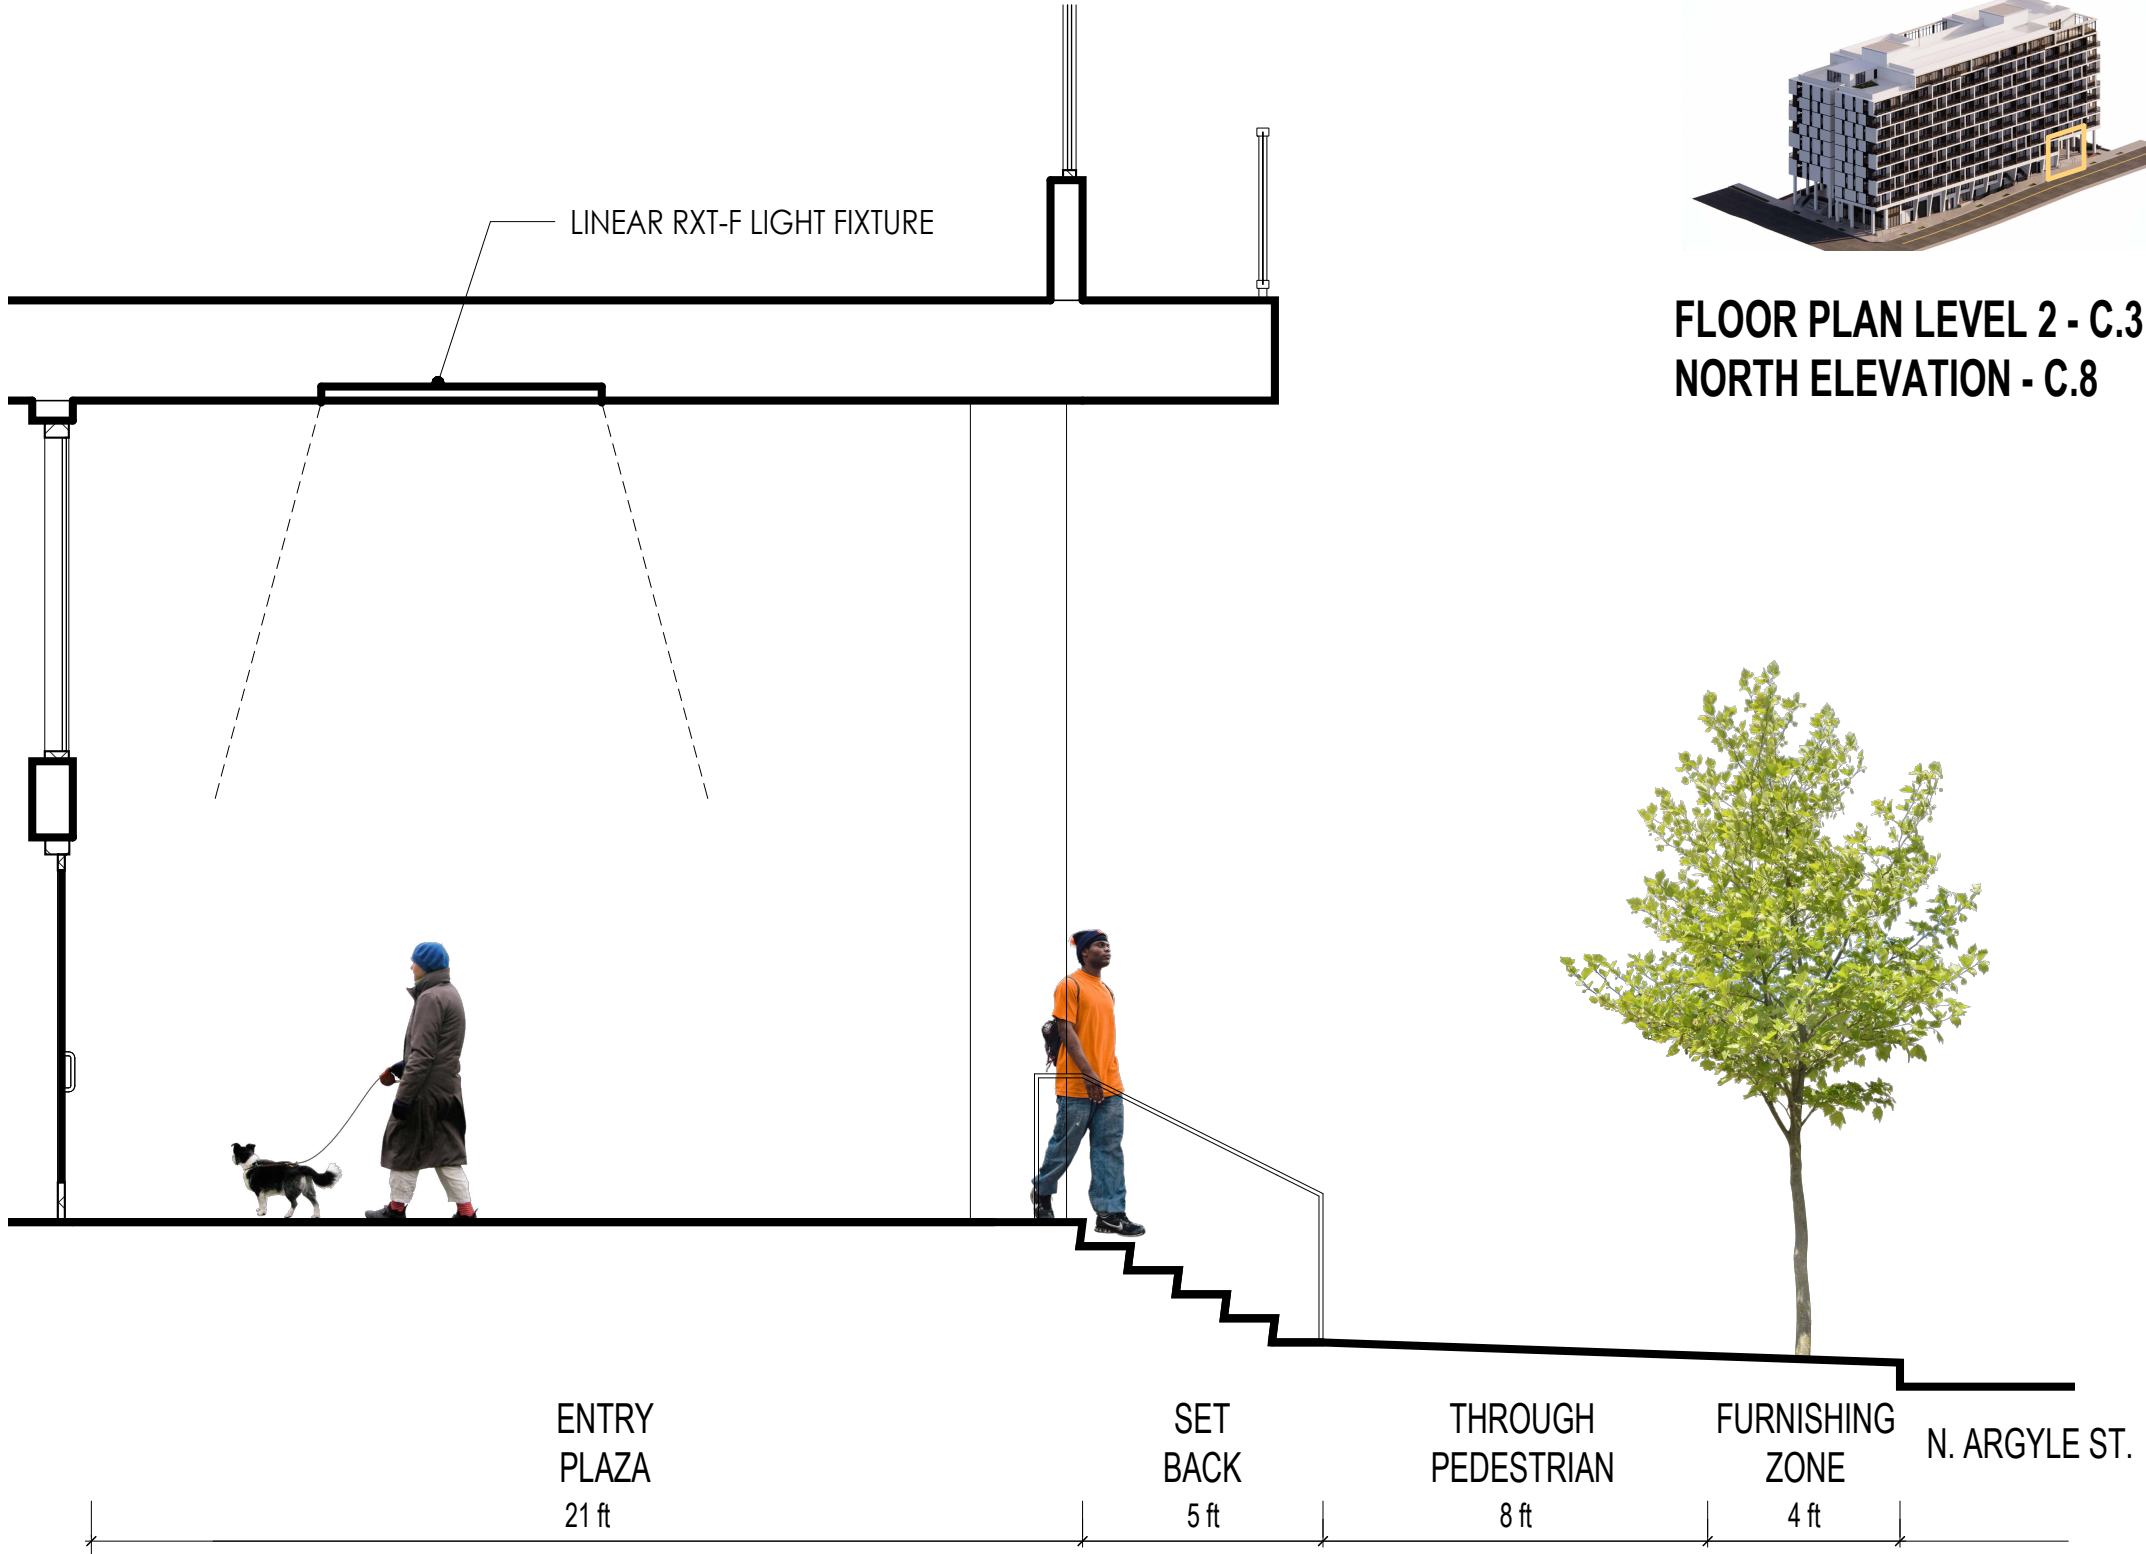 LINEAR RXT-F LIGHT FIXTURE
FLOOR PLAN LEVEL 2 - C.3
NORTH ELEVATION - C.8
ENTRY
PLAZA
21 ft
SET
BACK
5 ft
THROUGH
PEDESTRIAN
8 ft
FURNISHING
ZONE
4 ft
N. ARGYLE ST.